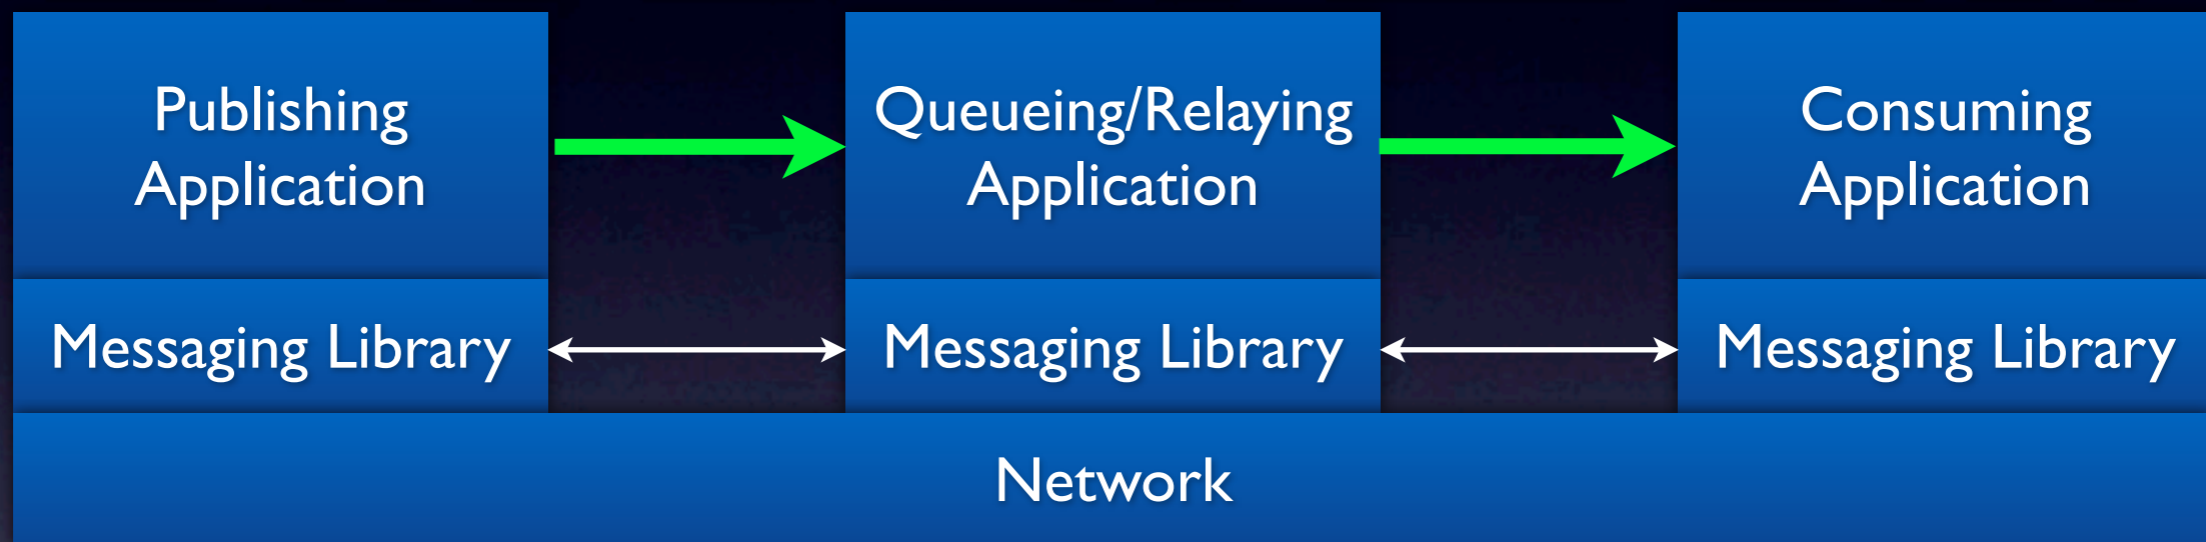 Publishing
Application
Queueing/Relaying
Application
Consuming
Application
Messaging Library
Messaging Library
Messaging Library
Network